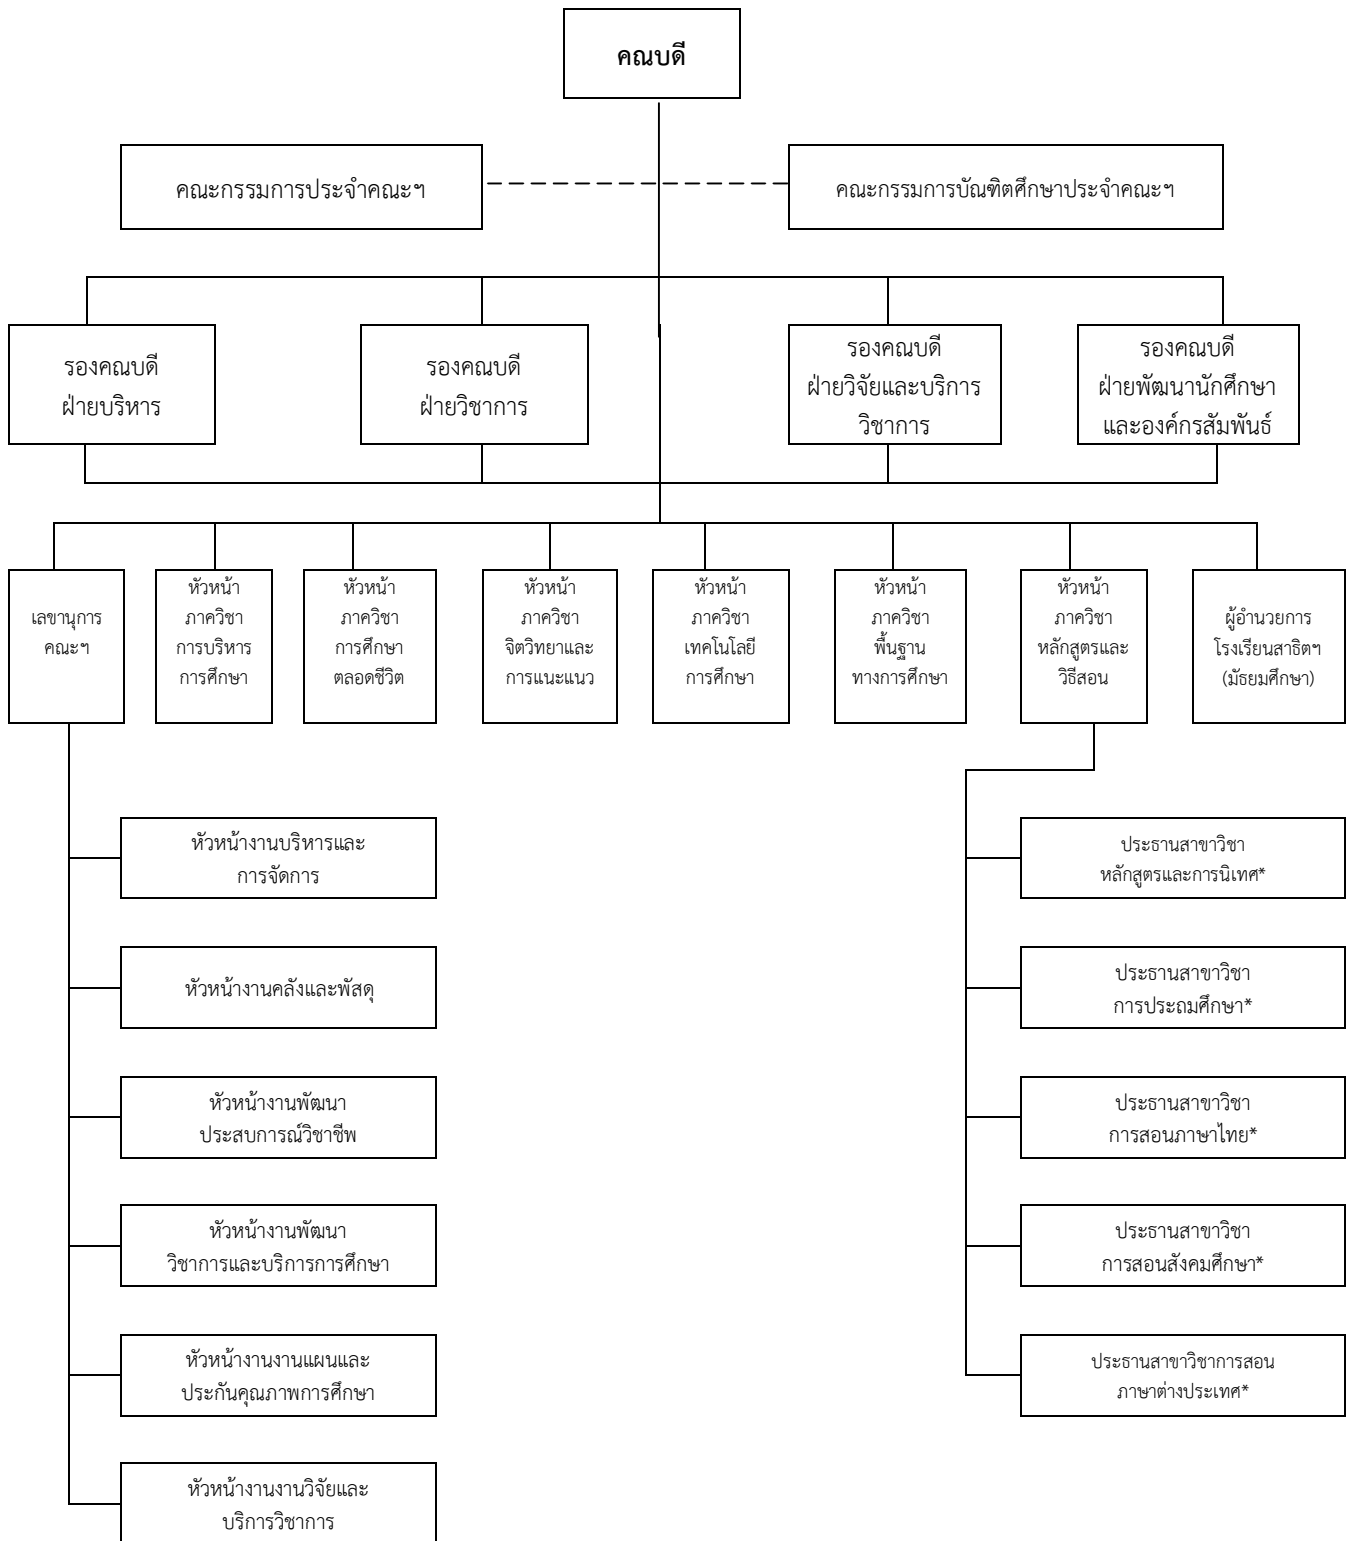 คณบดี
คณะกรรมการประจำคณะฯ
คณะกรรมการบัณฑิตศึกษาประจำคณะฯ
รองคณบดี
ฝ่ายบริหาร
รองคณบดี
ฝ่ายวิชาการ
รองคณบดี
ฝ่ายวิจัยและบริการ
วิชาการ
รองคณบดี
ฝ่ายพัฒนานักศึกษา
และองค์กรสัมพันธ์
เลขานุการ
คณะฯ
หัวหน้า
ภาควิชา
การบริหาร
การศึกษา
หัวหน้า
ภาควิชา
การศึกษา
ตลอดชีวิต
หัวหน้า
ภาควิชา
จิตวิทยาและ
การแนะแนว
หัวหน้า
ภาควิชา
เทคโนโลยี
การศึกษา
หัวหน้า
ภาควิชา
พื้นฐาน
ทางการศึกษา
หัวหน้า
ภาควิชา
หลักสูตรและ
วิธีสอน
ผู้อำนวยการ
โรงเรียนสาธิตฯ
(มัธยมศึกษา)
หัวหน้างานบริหารและ
การจัดการ
หัวหน้างานคลังและพัสดุ
หัวหน้างานพัฒนา
ประสบการณ์วิชาชีพ
หัวหน้างานพัฒนา
วิชาการและบริการการศึกษา
หัวหน้างานงานแผนและ
ประกันคุณภาพการศึกษา
หัวหน้างานงานวิจัยและ
บริการวิชาการ
ประธานสาขาวิชา
หลักสูตรและการนิเทศ*
ประธานสาขาวิชา
การประถมศึกษา*
ประธานสาขาวิชา
การสอนภาษาไทย*
ประธานสาขาวิชา
การสอนสังคมศึกษา*
ประธานสาขาวิชาการสอน
ภาษาต่างประเทศ*